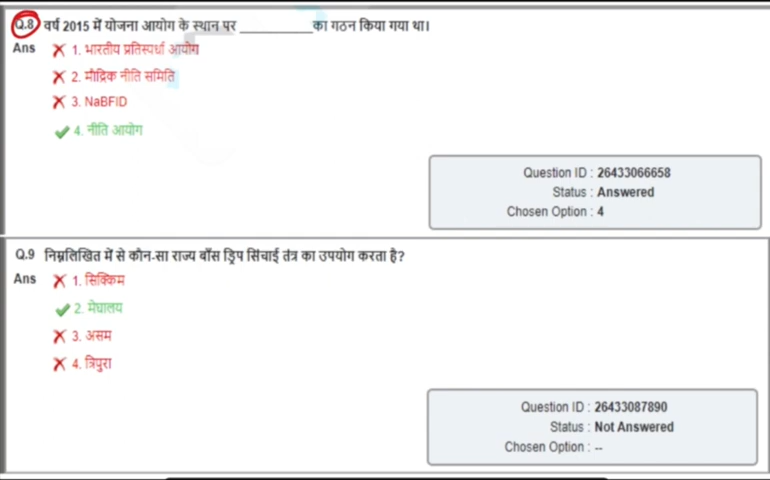 Q.8 वर्ष 2015 में योजना आयोग के स्थान पर ____________का गठन किया गया था।
Ans 1. भारतीय प्रतिस्पर्धा आयोग
2. मौद्रिक नीति समिति
3. NaBFID
4. नीति आयोग
Question ID : 26433066658
Status : Answered
Chosen Option : 4
Q.9 निम्नलिखित में से कौन-सा राज्य बाँस ड्रिप सिंचाई तंत्र का उपयोग करता है?
Ans 1. सिक्किम
2. मेघालय
3. असम
4. त्रिपुरा
Question ID : 26433087890
Status : Not Answered
Chosen Option : --